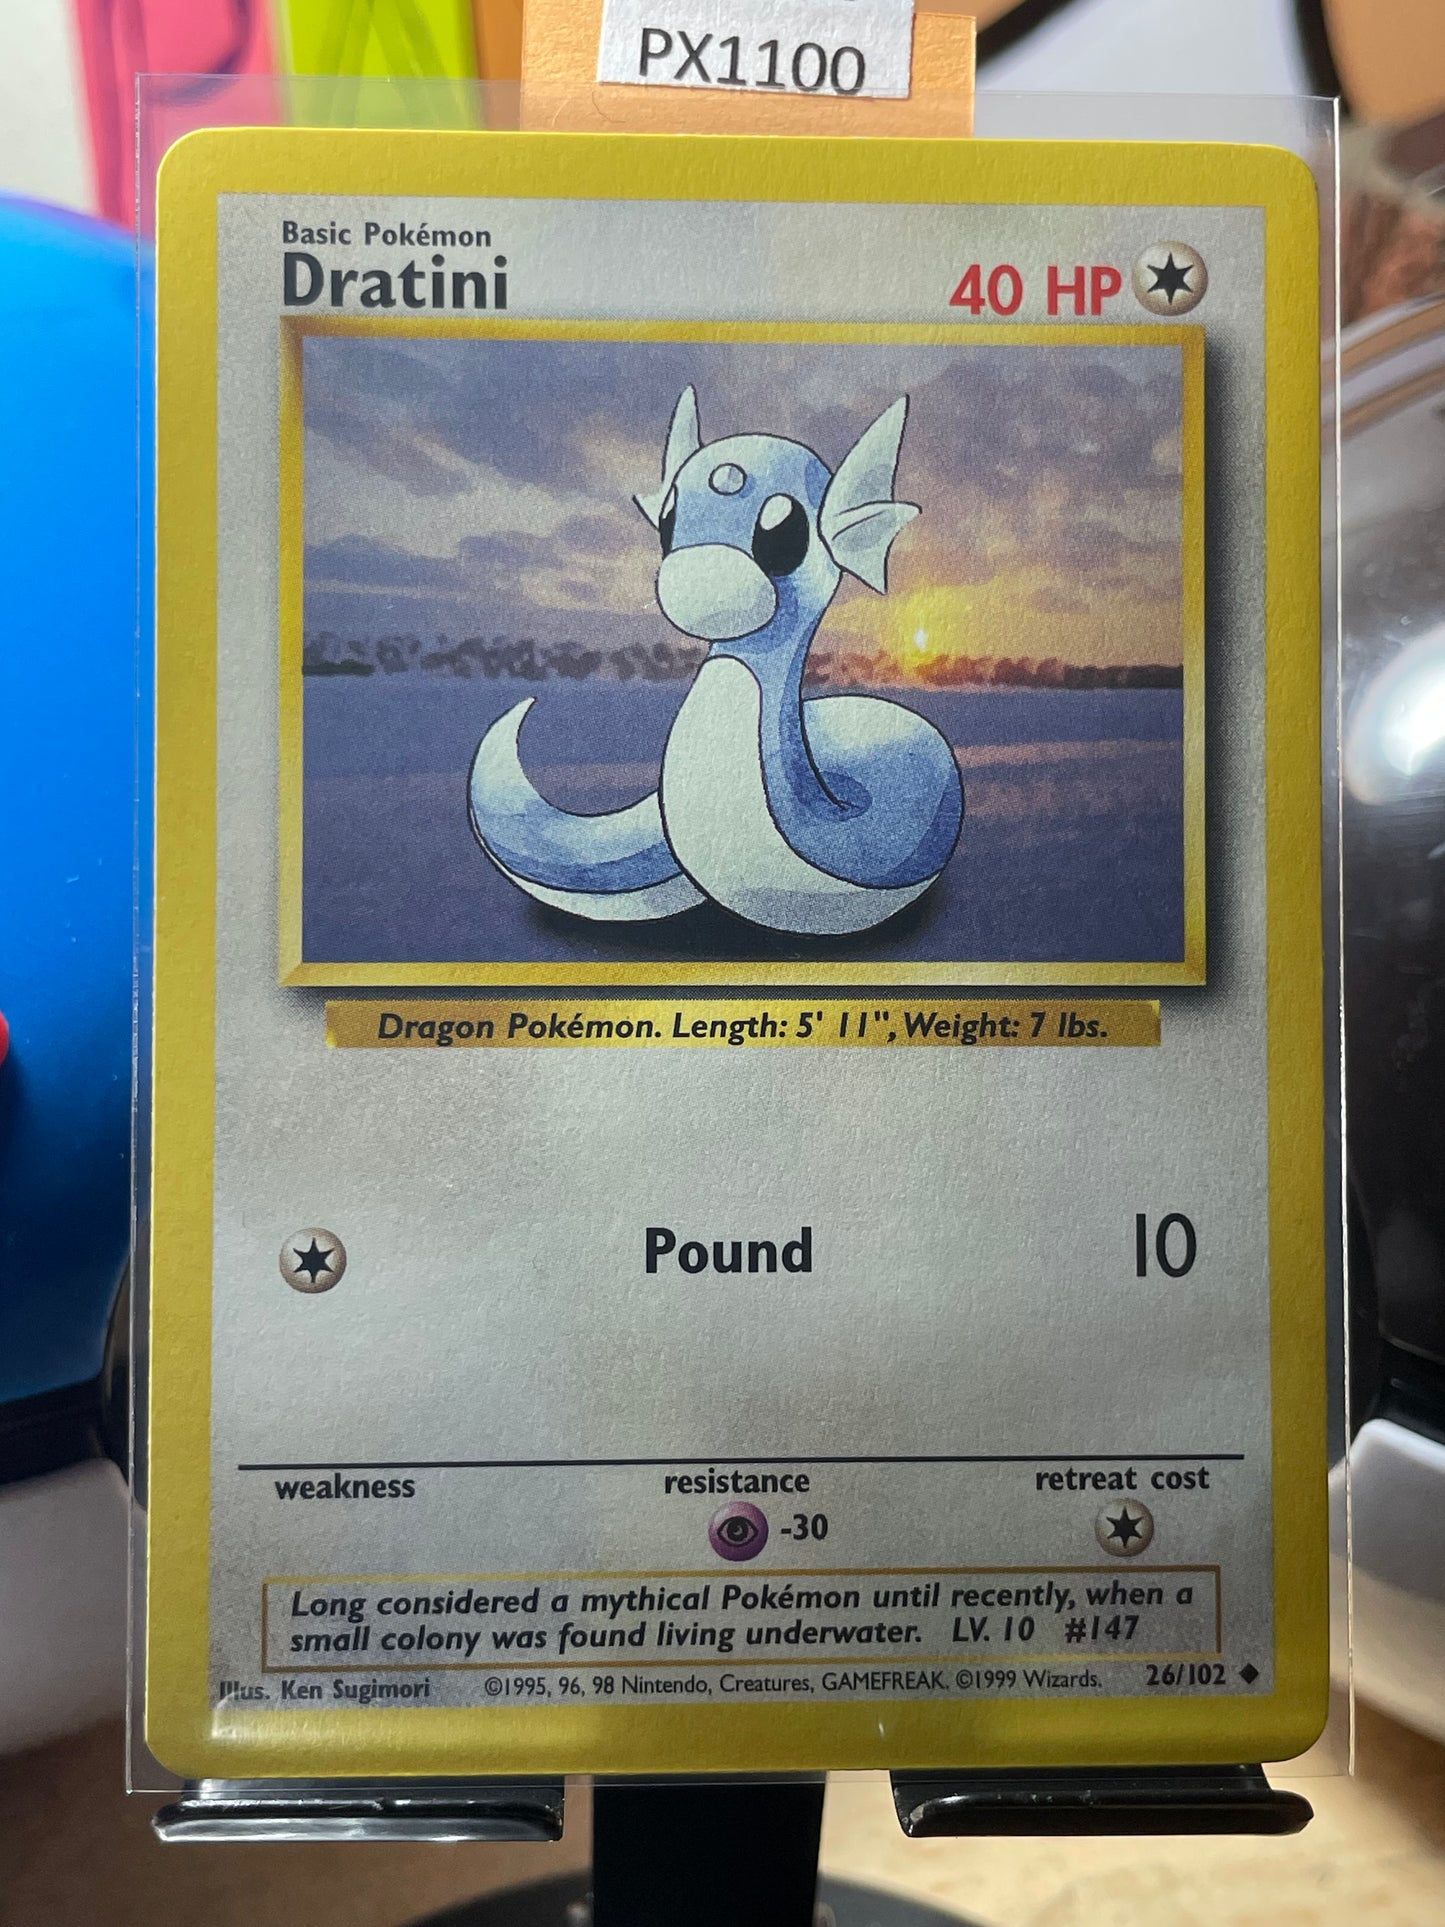 PX1100
Basic Pokémon
Dratini
40 HP
Dragon Pokémon. Length: 5' 11", Weight: 7 lbs.
Pound 10
weakness resistance retreat cost
-30
Long considered a mythical Pokémon until recently, when a
small colony was found living underwater. LV. 10 #147
Illus. Ken Sugimori ©1995, 96, 98 Nintendo, Creatures, GAMEFREAK. ©1999 Wizards. 26/102